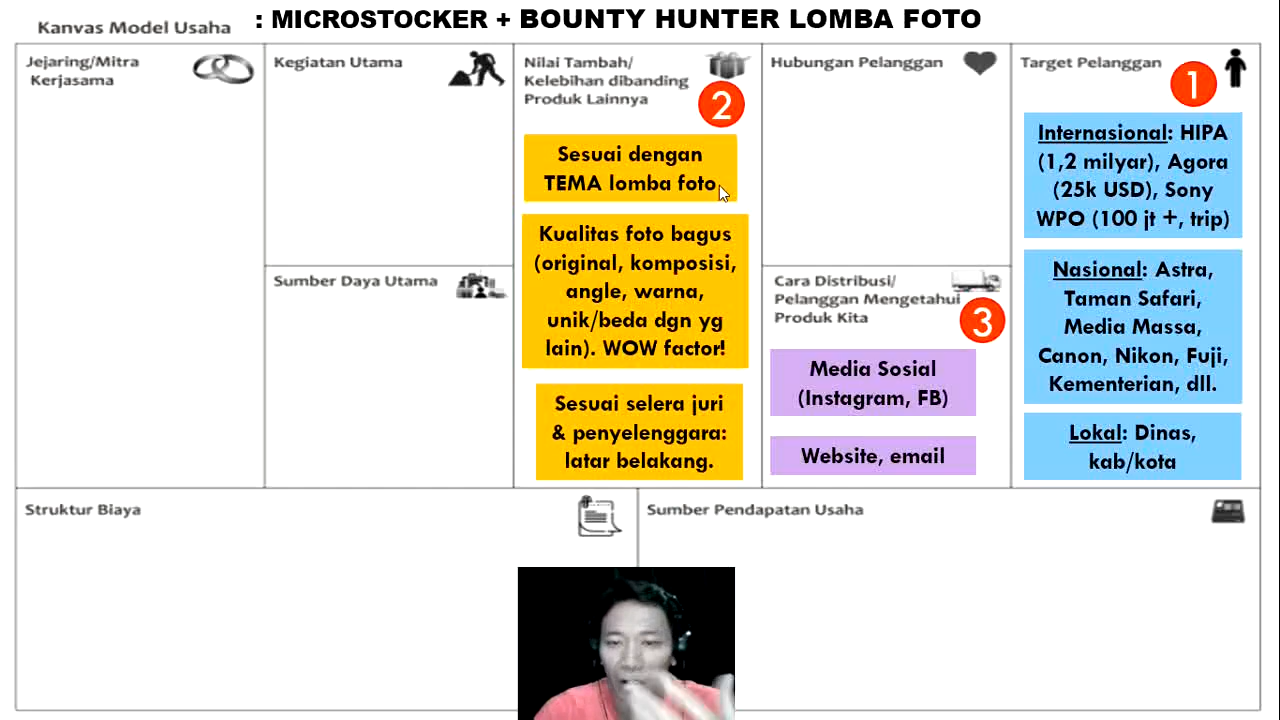 Kanvas Model Usaha
: MICROSTOCKER + BOUNTY HUNTER LOMBA FOTO
Jejaring/Mitra
Kerjasama
Kegiatan Utama
Sumber Daya Utama
Nilai Tambah/
Kelebihan dibanding
Produk Lainnya
2
Sesuai dengan
TEMA lomba foto
Kualitas foto bagus
(original, komposisi,
angle, warna,
unik/beda dgn yg
lain). WOW factor!
Sesuai selera juri
& penyelenggara:
latar belakang.
Hubungan Pelanggan
Cara Distribusi/
Pelanggan Mengetahui
Produk Kita
3
Media Sosial
(Instagram, FB)
Website, email
Target Pelanggan
1
Internasional: HIPA
(1,2 milyar), Agora
(25k USD), Sony
WPO (100 jt +, trip)
Nasional: Astra,
Taman Safari,
Media Massa,
Canon, Nikon, Fuji,
Kementerian, dll.
Lokal: Dinas,
kab/kota
Struktur Biaya
Sumber Pendapatan Usaha